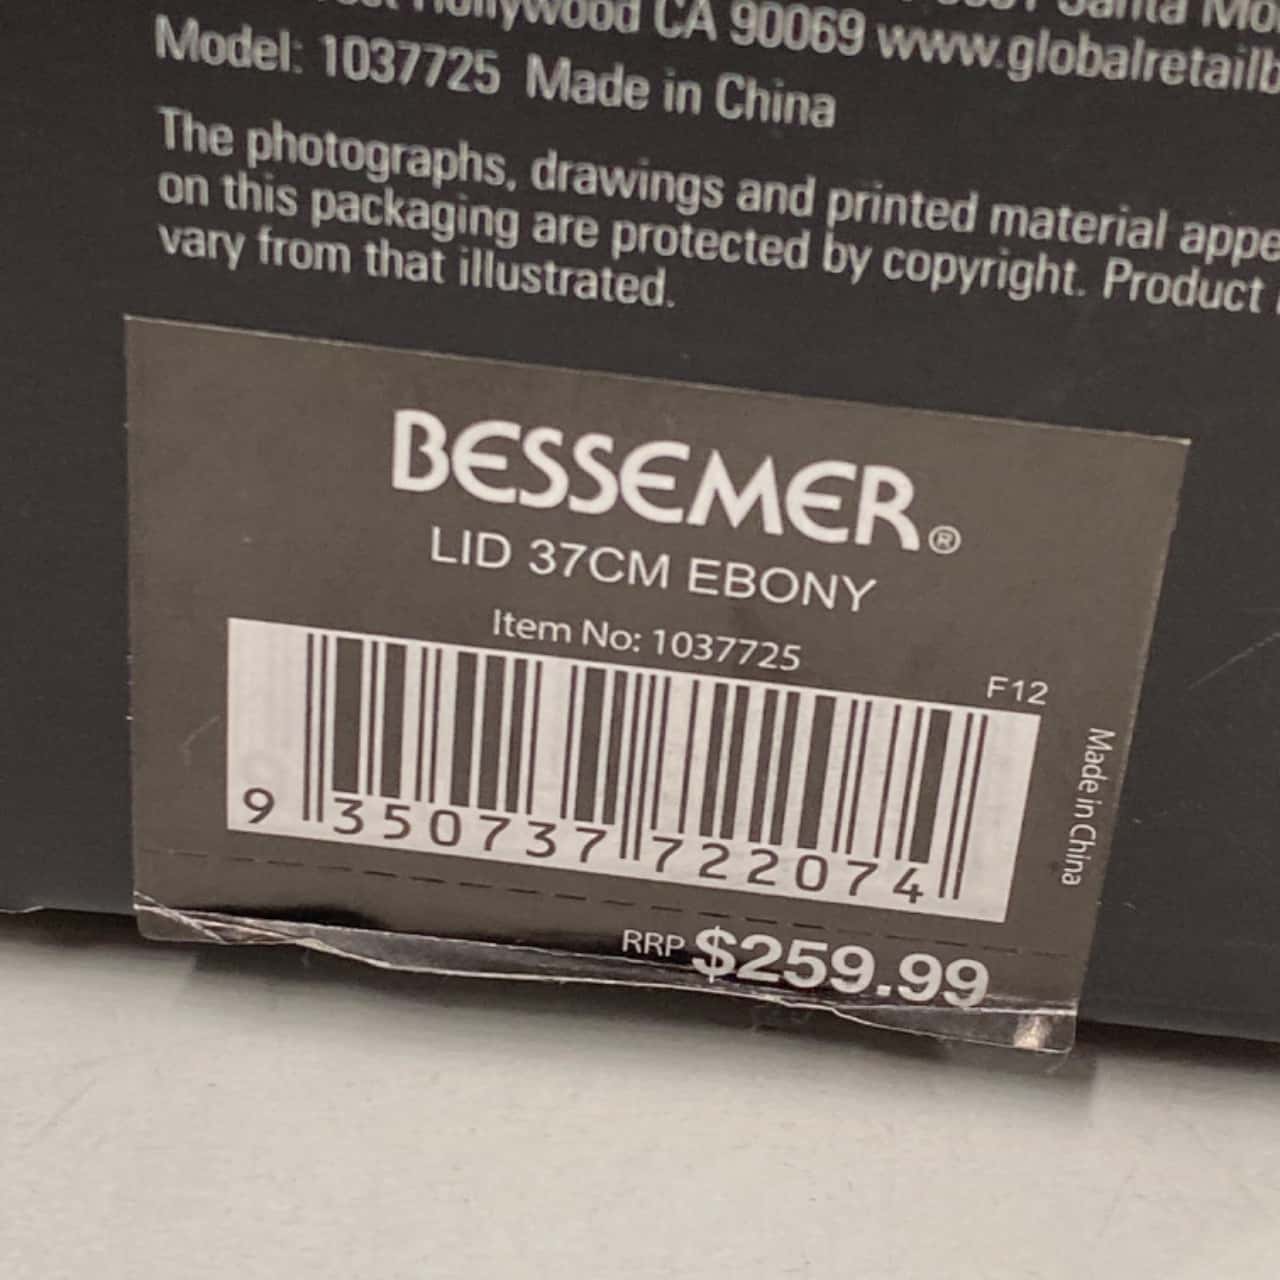 Hollywood CA 90069 www.globalretailb
Model: 1037725 Made in China
The photographs, drawings and printed material appe
on this packaging are protected by copyright. Product
vary from that illustrated.
BESSEMER®
LID 37CM EBONY
Item No: 1037725
F12
9 350737 722074
Made in China
RRP $259.99